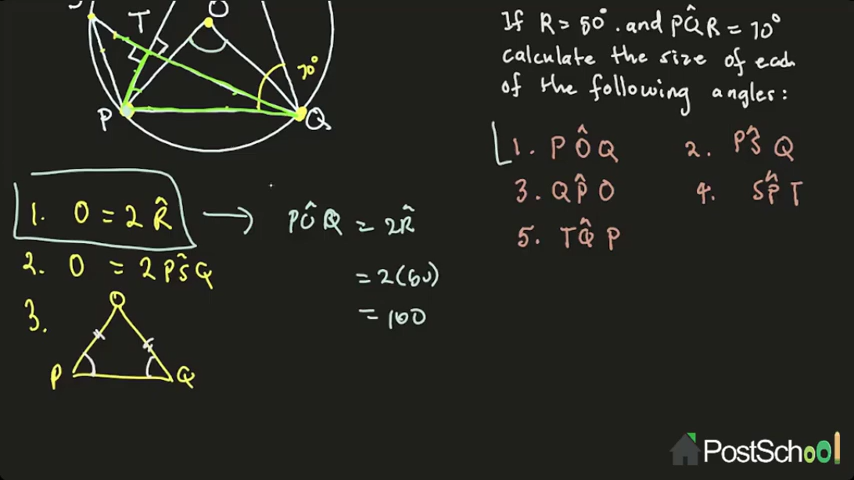 O
T
70°
P
Q
If R = 50° and PQ̂R = 70°
calculate the size of each
of the following angles:
1. PÔQ 2. PŜQ
3. QP̂O 4. SP̂T
5. TQ̂P
1. O = 2R̂ → PÔQ = 2R̂
= 2(50)
= 100
2. O = 2PŜQ
3. O
P Q
PostSchool